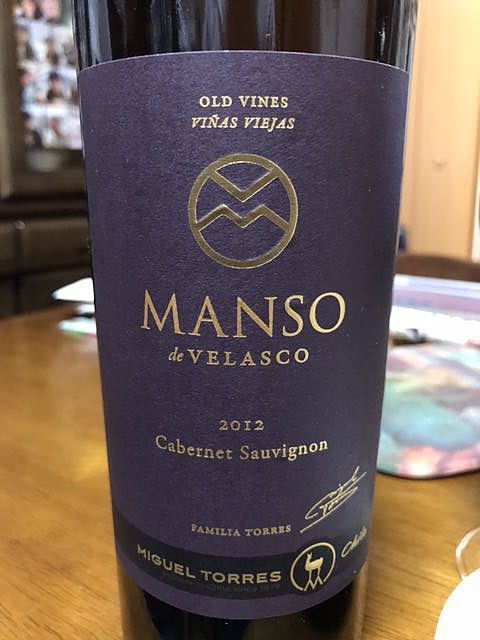 OLD VINES
VIÑAS VIEJAS
MANSO
de VELASCO
2012
Cabernet Sauvignon
FAMILIA TORRES
MIGUEL TORRES
Chile